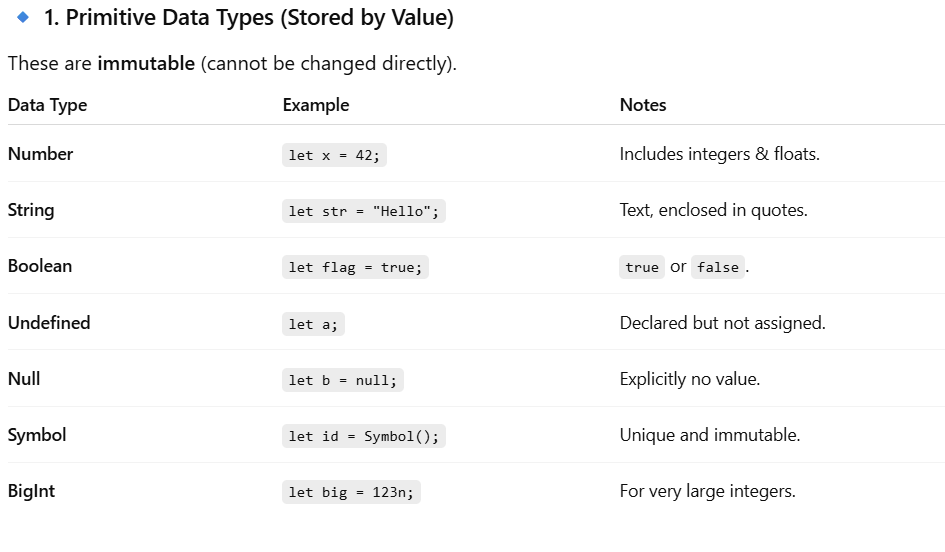 1. Primitive Data Types (Stored by Value)
These are immutable (cannot be changed directly).
Data Type Example Notes
Number let x = 42; Includes integers & floats.
String let str = "Hello"; Text, enclosed in quotes.
Boolean let flag = true; true or false.
Undefined let a; Declared but not assigned.
Null let b = null; Explicitly no value.
Symbol let id = Symbol(); Unique and immutable.
BigInt let big = 123n; For very large integers.